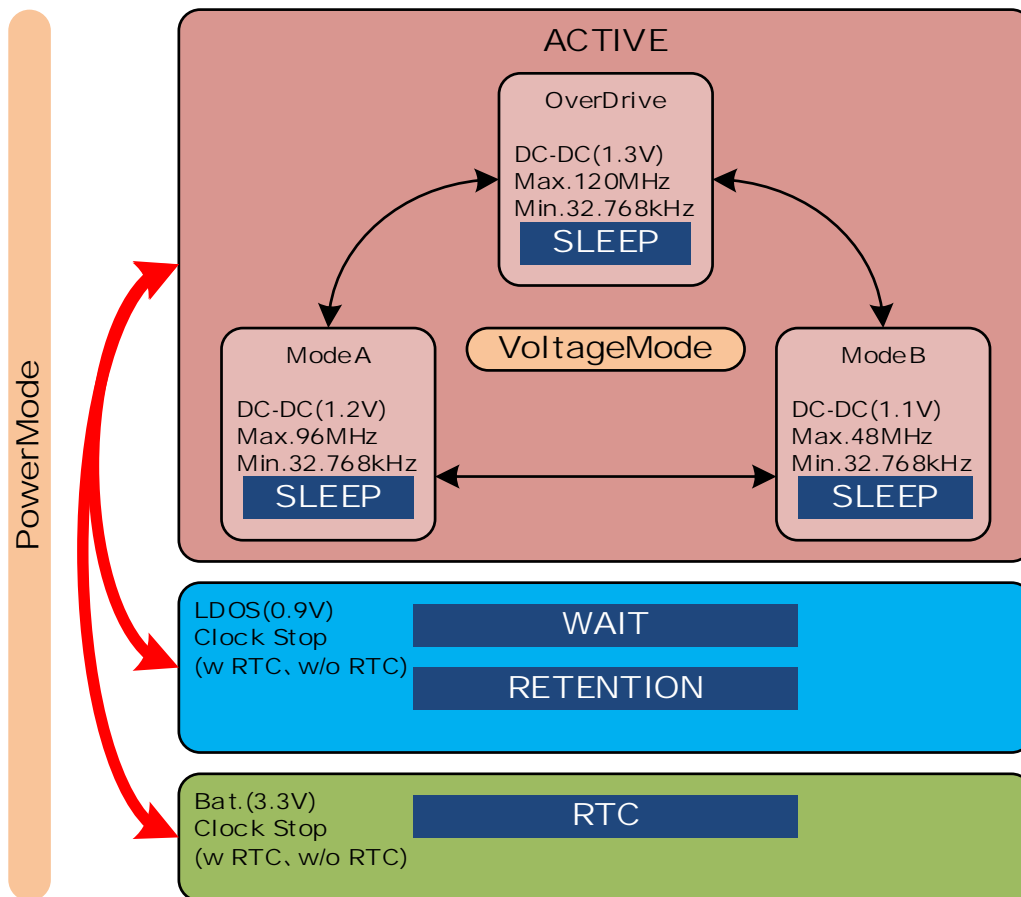 PowerMode
ACTIVE
OverDrive
DC-DC(1.3V)
Max.120MHz
Min.32.768kHz
SLEEP
VoltageMode
ModeA
DC-DC(1.2V)
Max.96MHz
Min.32.768kHz
SLEEP
ModeB
DC-DC(1.1V)
Max.48MHz
Min.32.768kHz
SLEEP
LDOS(0.9V)
Clock Stop
(w RTC、w/o RTC)
WAIT
RETENTION
Bat.(3.3V)
Clock Stop
(w RTC、w/o RTC)
RTC